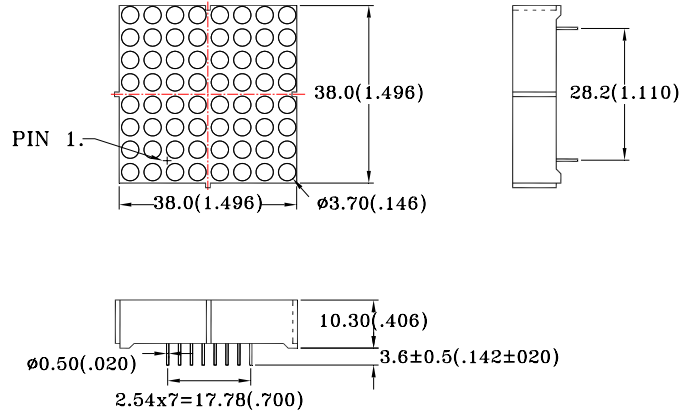 38.0(1.496)
28.2(1.110)
PIN 1.
38.0(1.496)
ø3.70(.146)
10.30(.406)
ø0.50(.020)
3.6±0.5(.142±020)
2.54x7=17.78(.700)